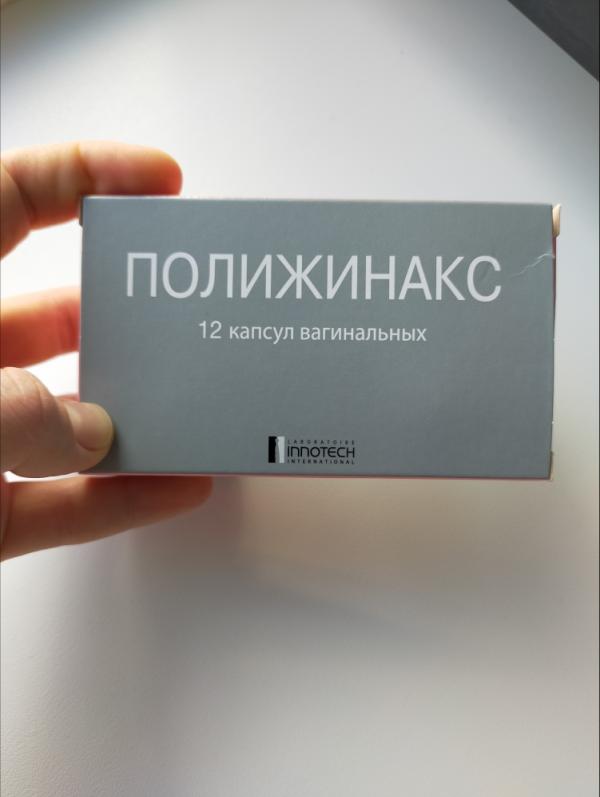 ПОЛИЖИНАКС
12 капсул вагинальных
LABORATOIRE
INNOTECH
INTERNATIONAL